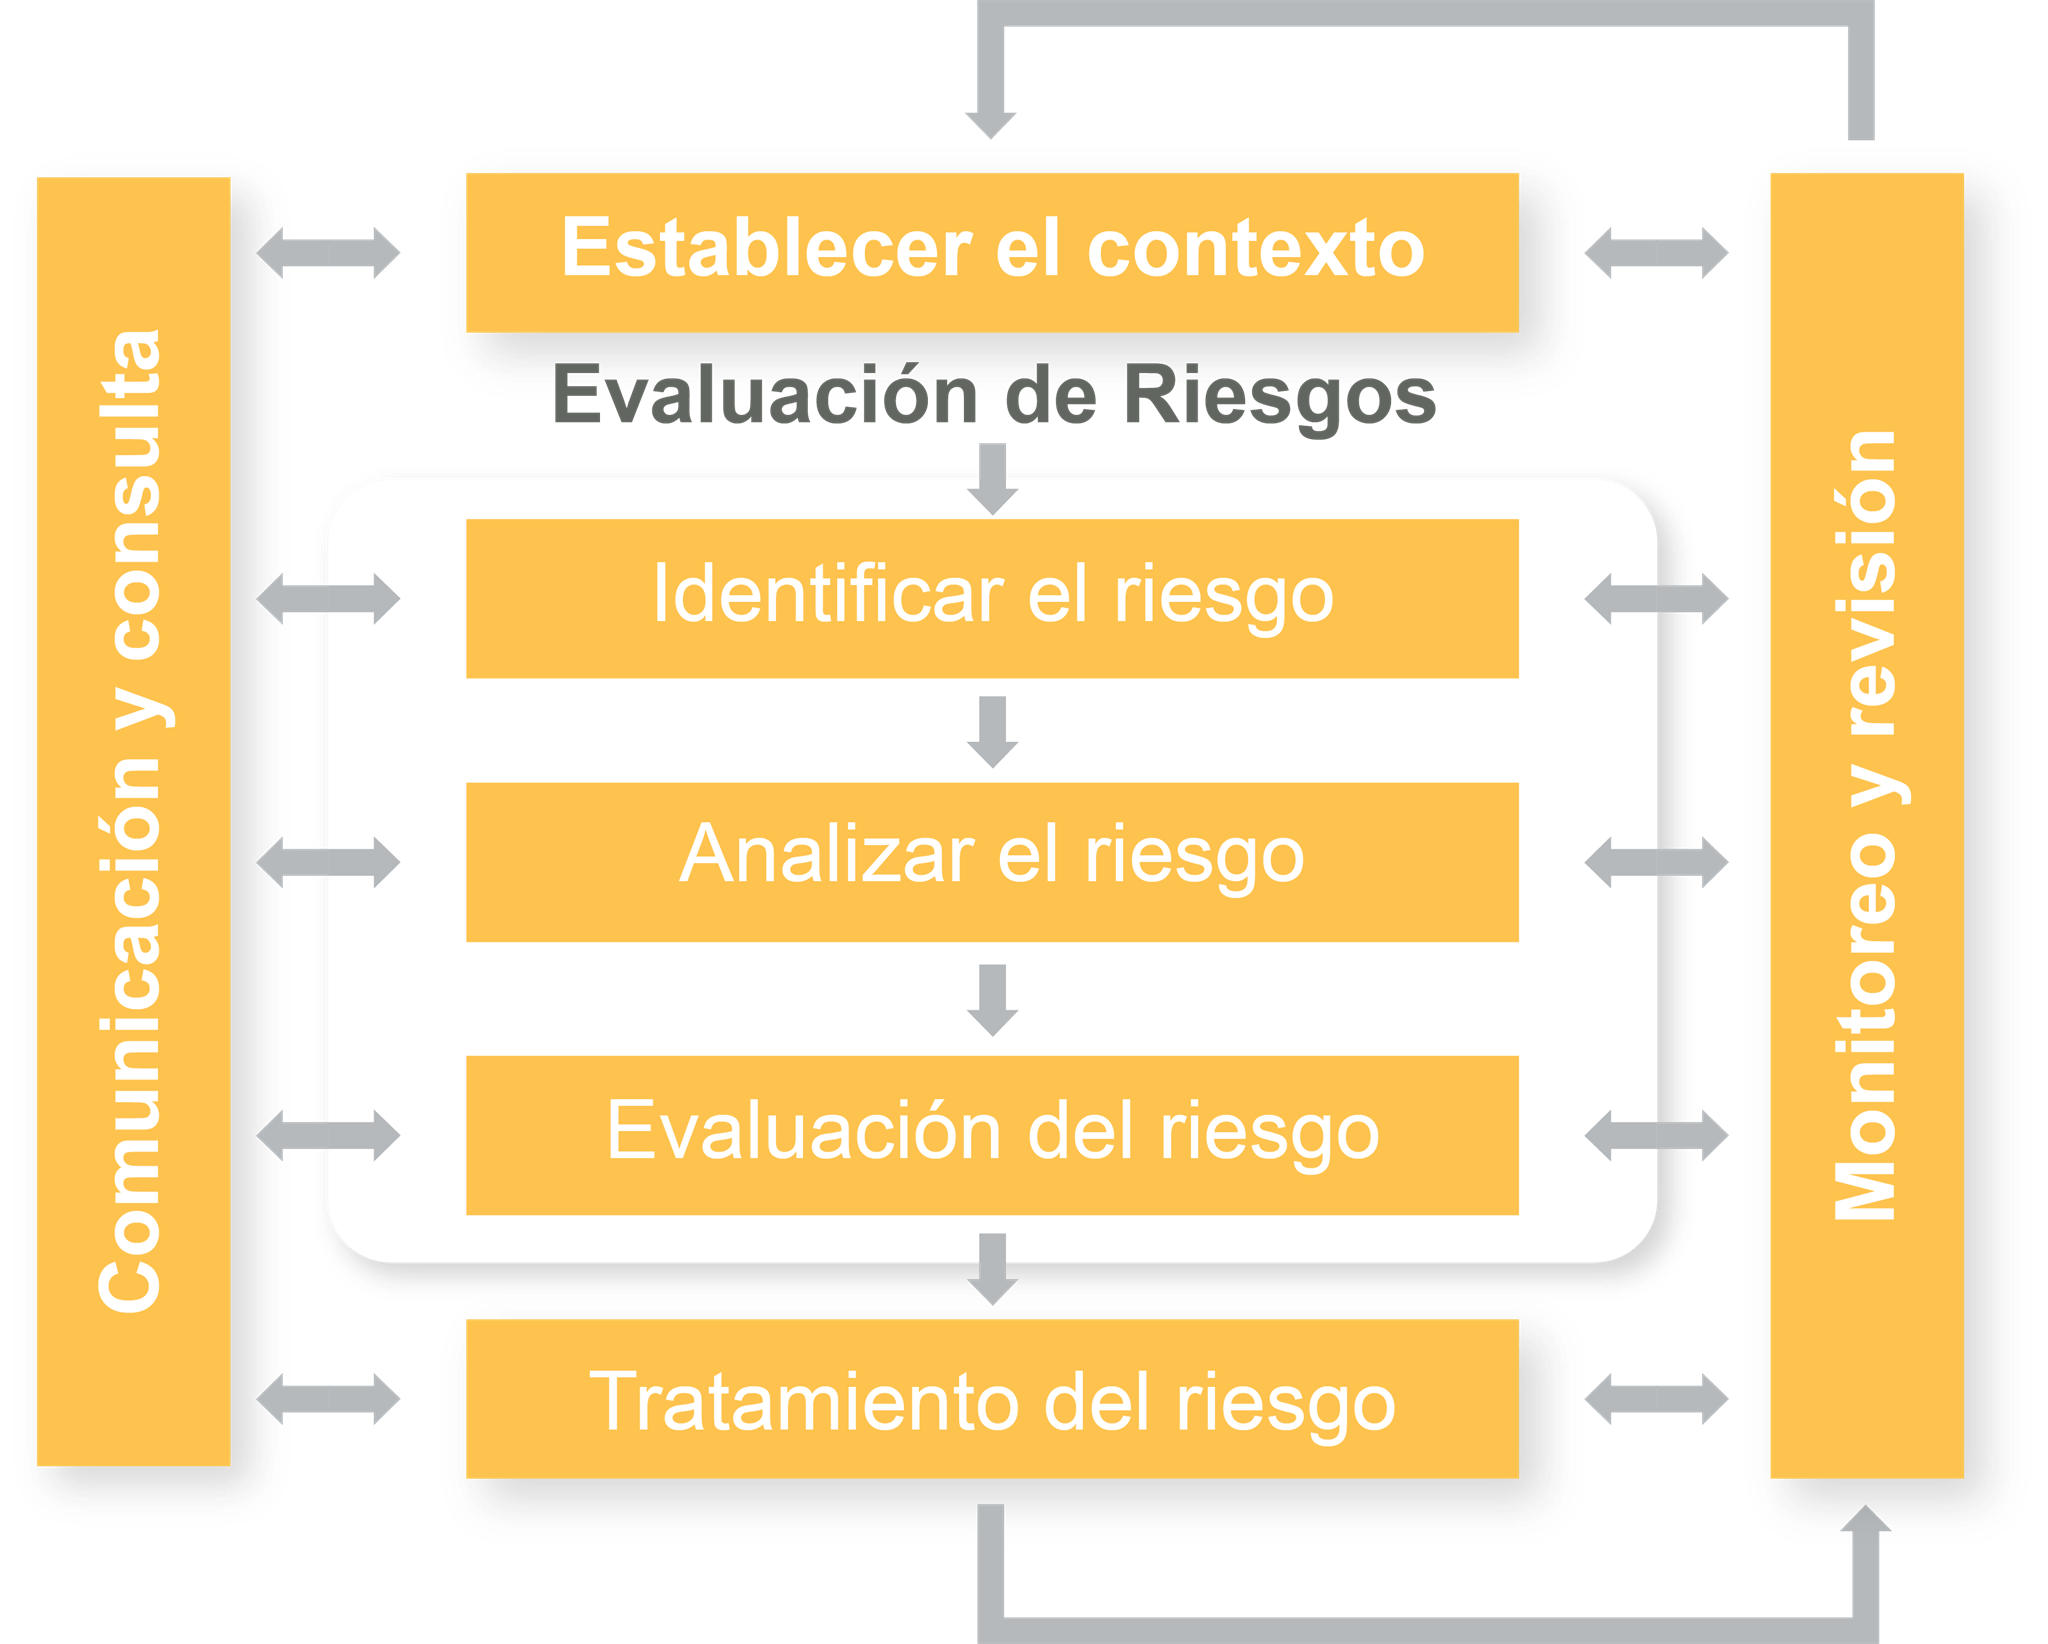 Comunicación y consulta
Establecer el contexto
Evaluación de Riesgos
Identificar el riesgo
Analizar el riesgo
Evaluación del riesgo
Tratamiento del riesgo
Monitoreo y revisión